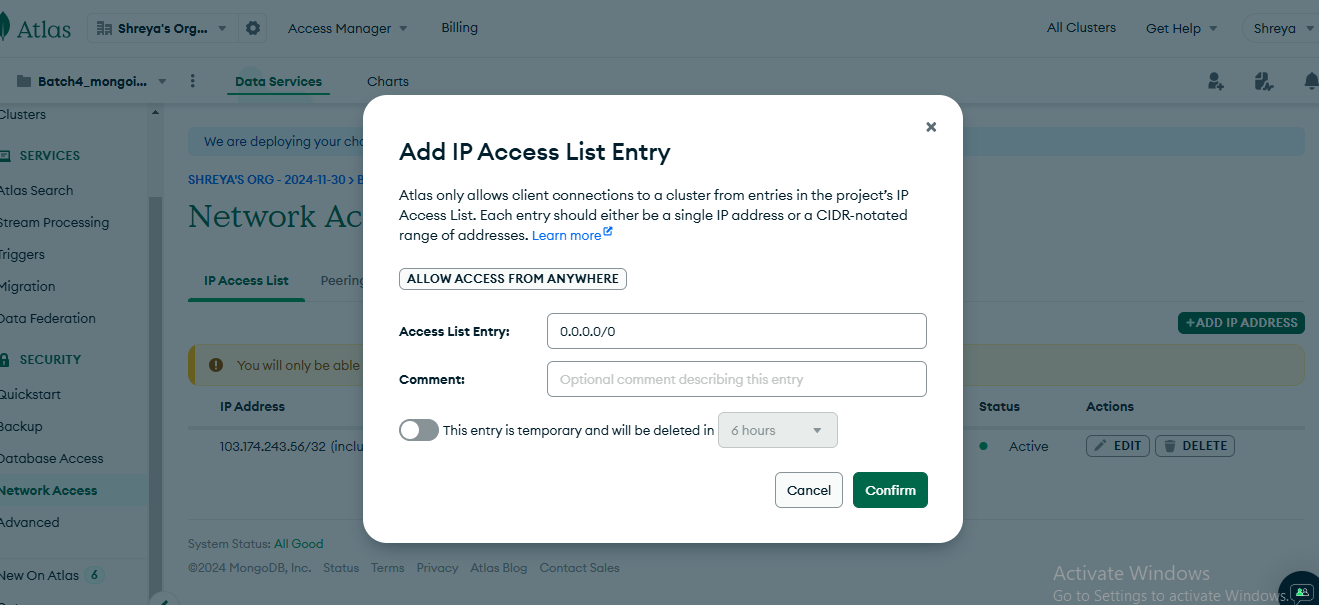 Atlas
Shreya's Org...
Access Manager
Billing
All Clusters
Get Help
Shreya
Batch4_mongoi...
Data Services
Charts
Clusters
SERVICES
Atlas Search
Stream Processing
Triggers
Migration
Data Federation
SECURITY
Quickstart
Backup
Database Access
Network Access
Advanced
New On Atlas 6
We are deploying your cha
SHREYA'S ORG - 2024-11-30 > B
Network Ac
IP Access List
Peering
+ADD IP ADDRESS
You will only be able
IP Address
Status
Actions
103.174.243.56/32 (inclu
Active
EDIT
DELETE
Add IP Access List Entry
Atlas only allows client connections to a cluster from entries in the project's IP
Access List. Each entry should either be a single IP address or a CIDR-notated
range of addresses. Learn more
ALLOW ACCESS FROM ANYWHERE
Access List Entry:
0.0.0.0/0
Comment:
Optional comment describing this entry
This entry is temporary and will be deleted in
6 hours
Cancel
Confirm
System Status: All Good
©2024 MongoDB, Inc.
Status
Terms
Privacy
Atlas Blog
Contact Sales
Activate Windows
Go to Settings to activate Windows.